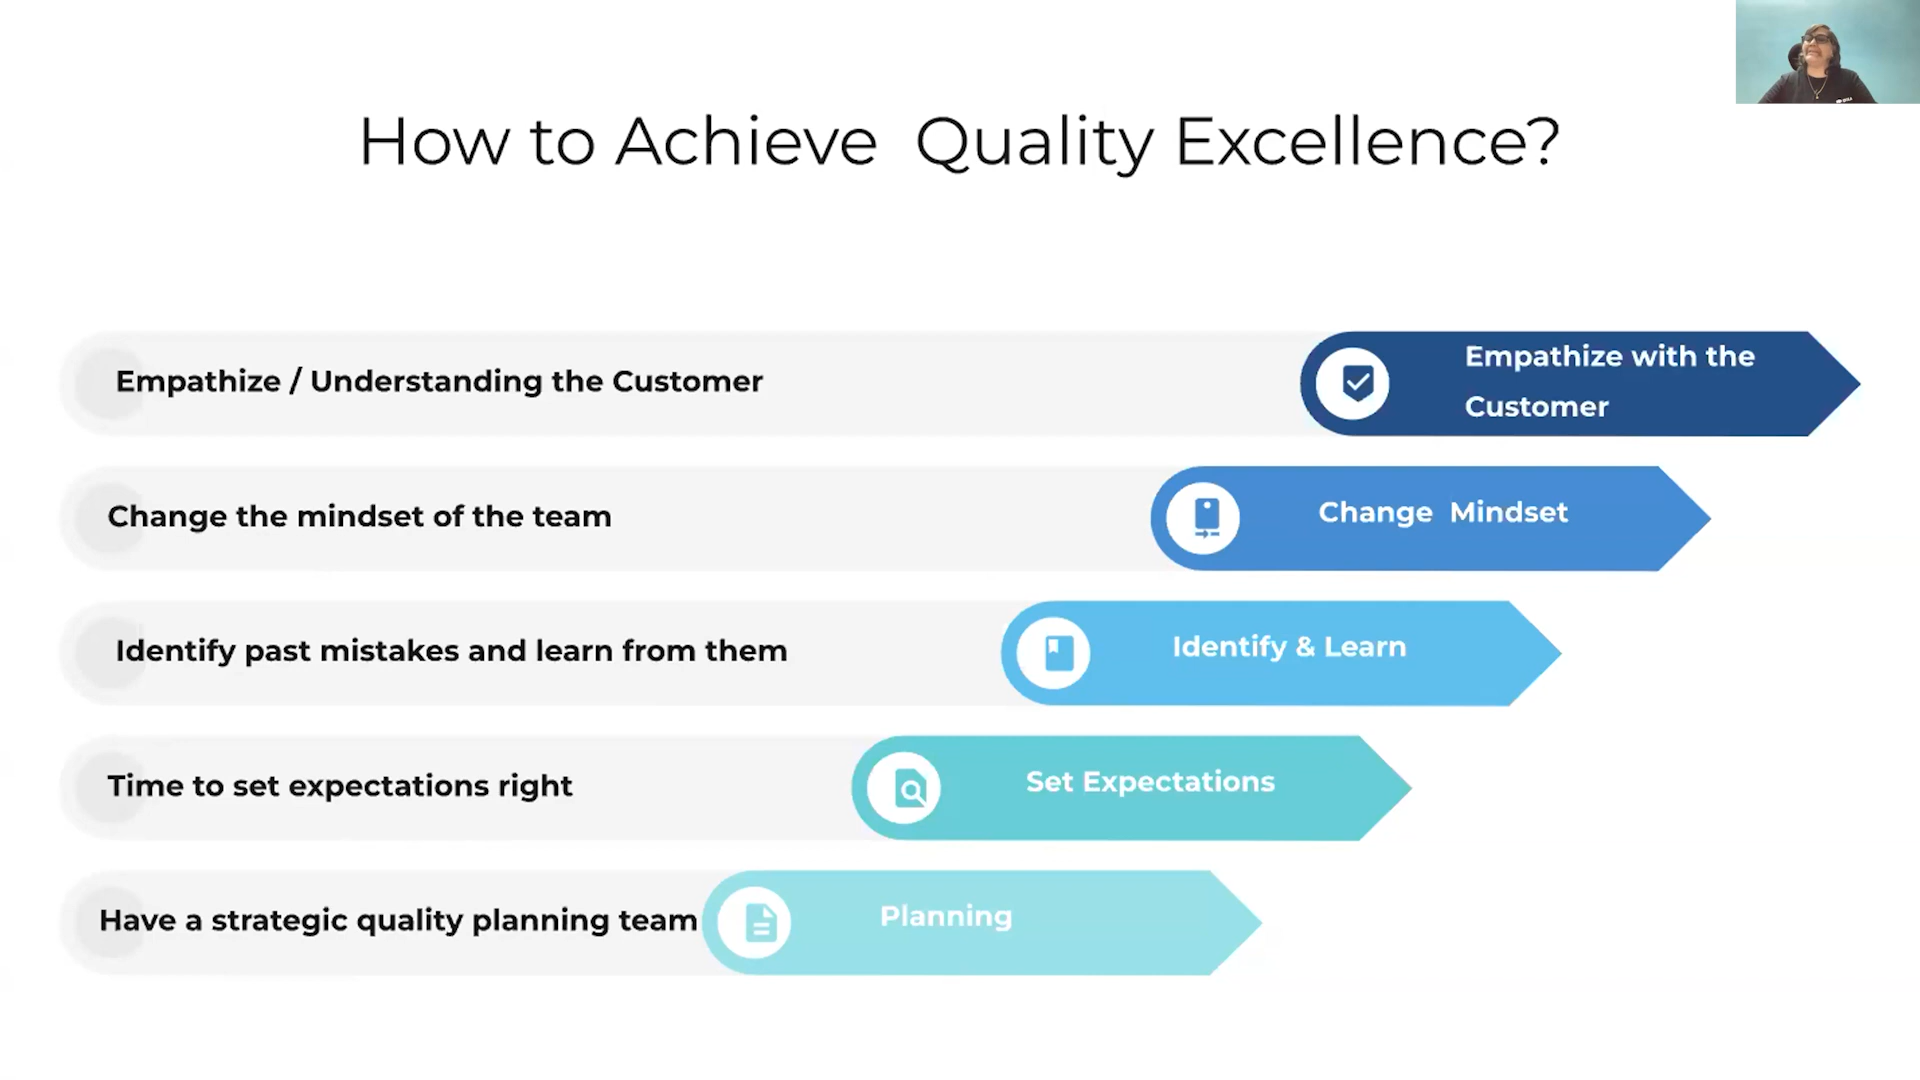 How to Achieve  Quality Excellence?
Empathize / Understanding the Customer
Empathize with the
Customer
Change the mindset of the team
Change  Mindset
Identify past mistakes and learn from them
Identify & Learn
Time to set expectations right
Set Expectations
Have a strategic quality planning team
Planning